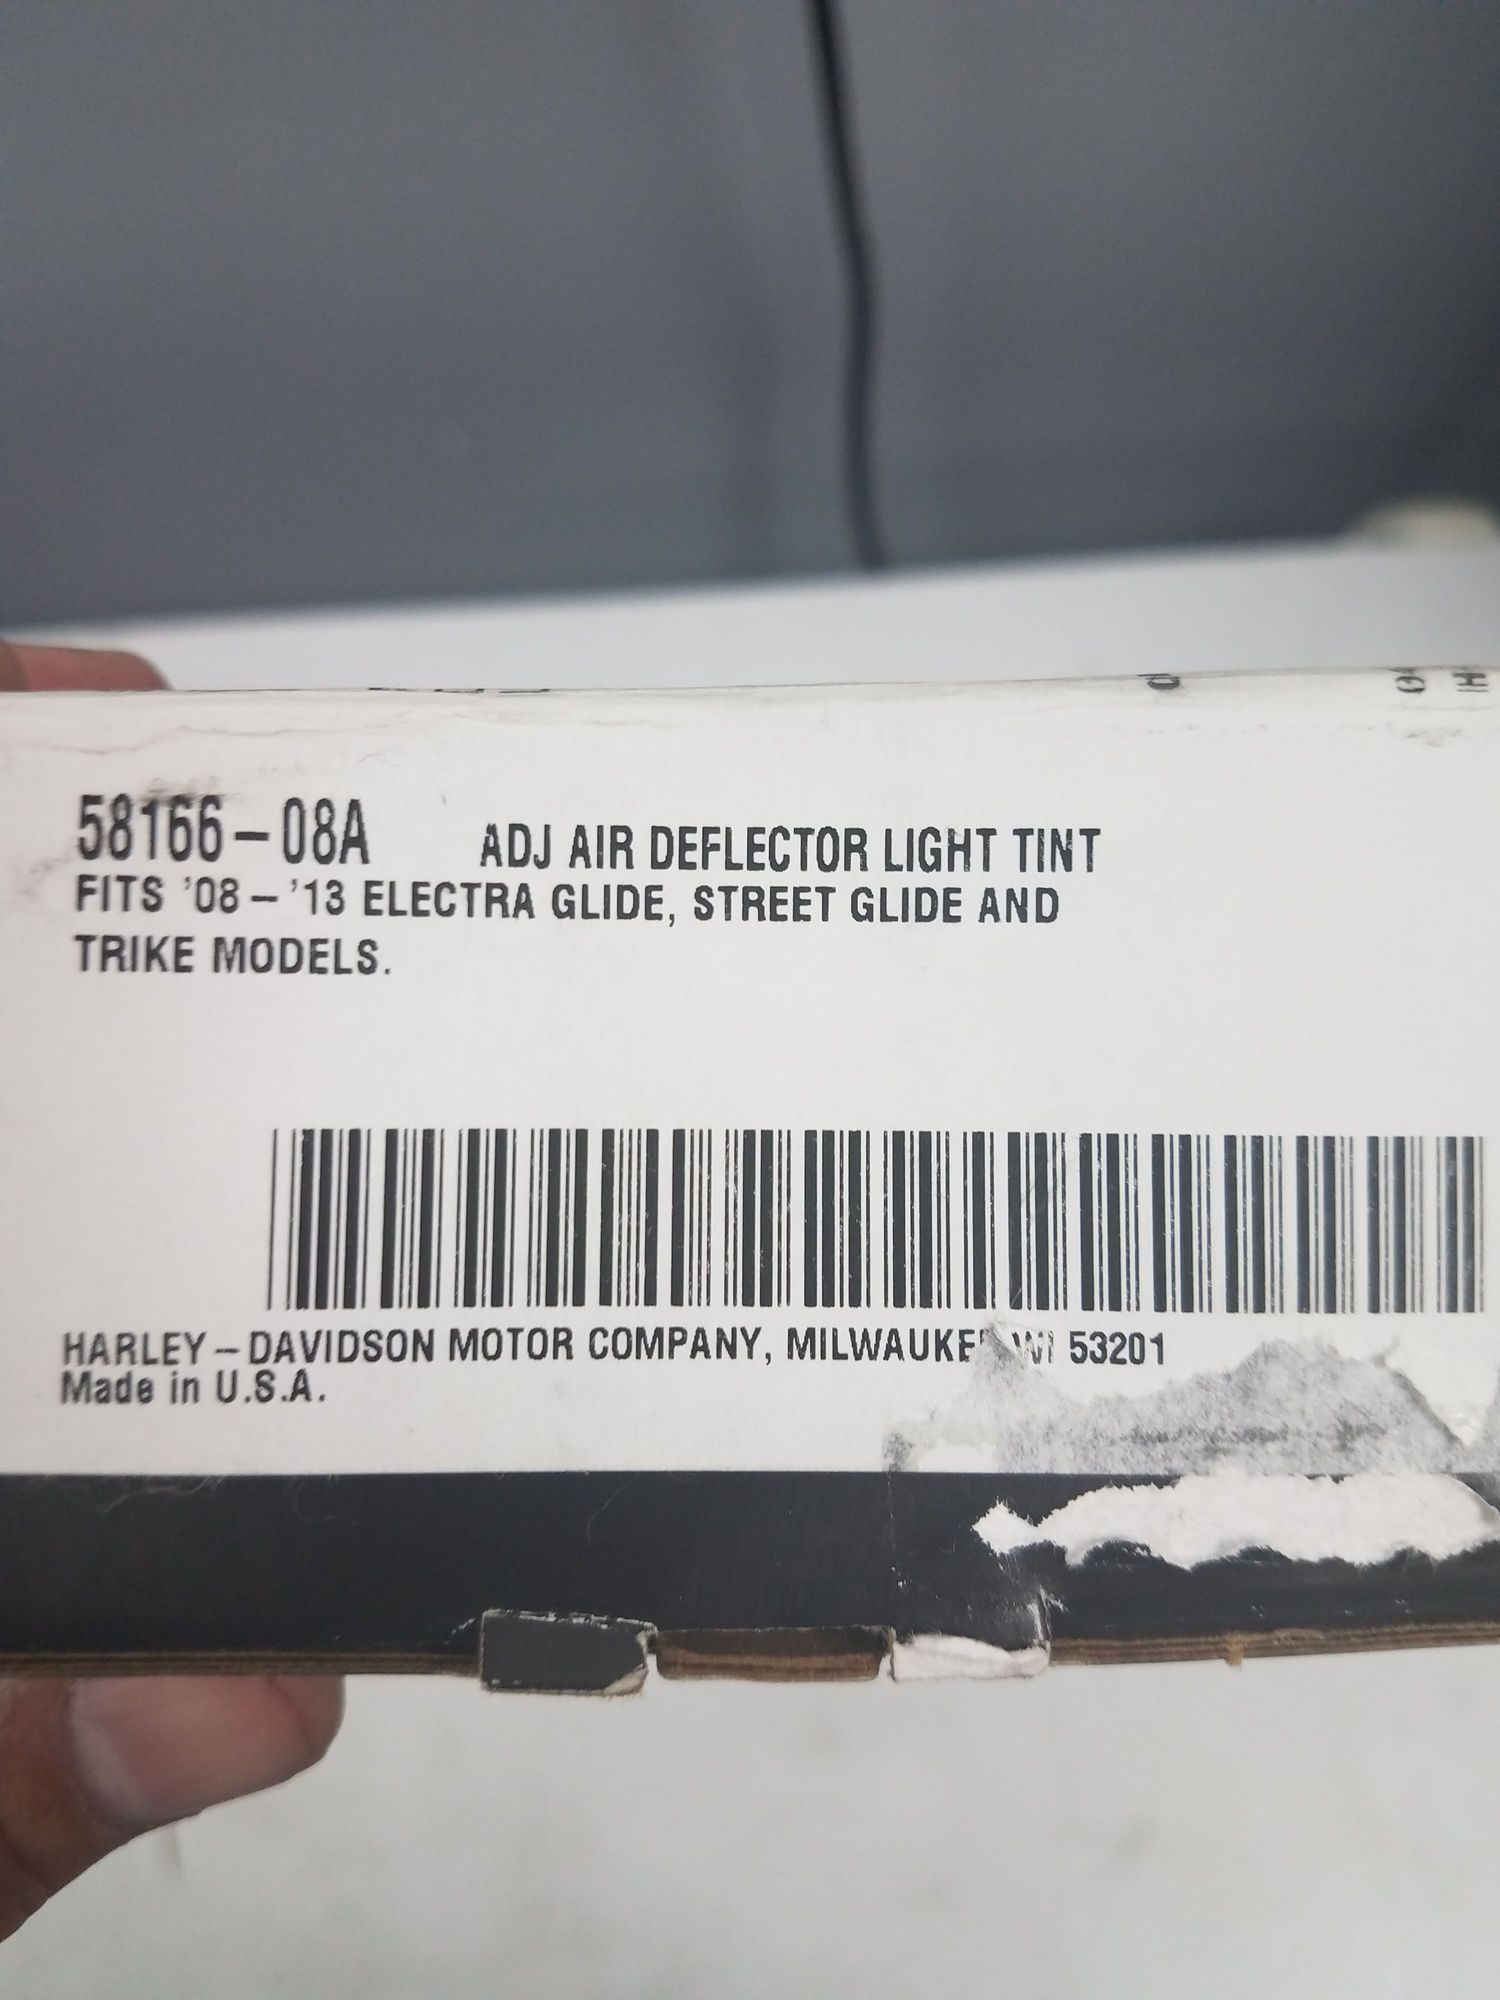 58166-08A ADJ AIR DEFLECTOR LIGHT TINT
FITS '08-'13 ELECTRA GLIDE, STREET GLIDE AND
TRIKE MODELS.
HARLEY-DAVIDSON MOTOR COMPANY, WI 53201
Made in U.S.A.